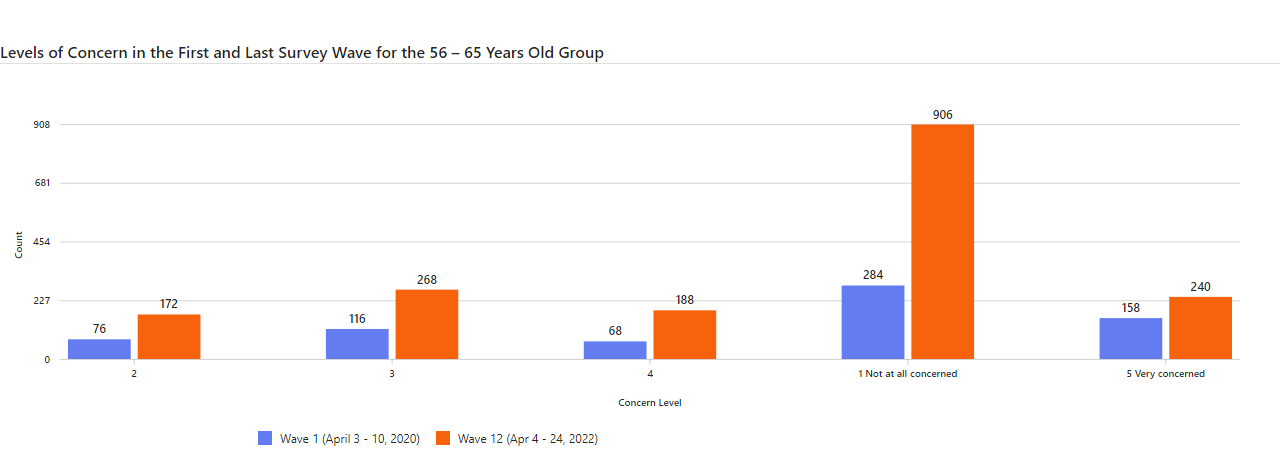 Levels of Concern in the First and Last Survey Wave for the 56 – 65 Years Old Group
906
908
681
284
454
Count
268
240
227
172
188
158
116
76
68
0
2
3
4
1 Not at all concerned
5 Very concerned
Concern Level
Wave 1 (April 3 - 10, 2020)
Wave 12 (Apr 4 - 24, 2022)